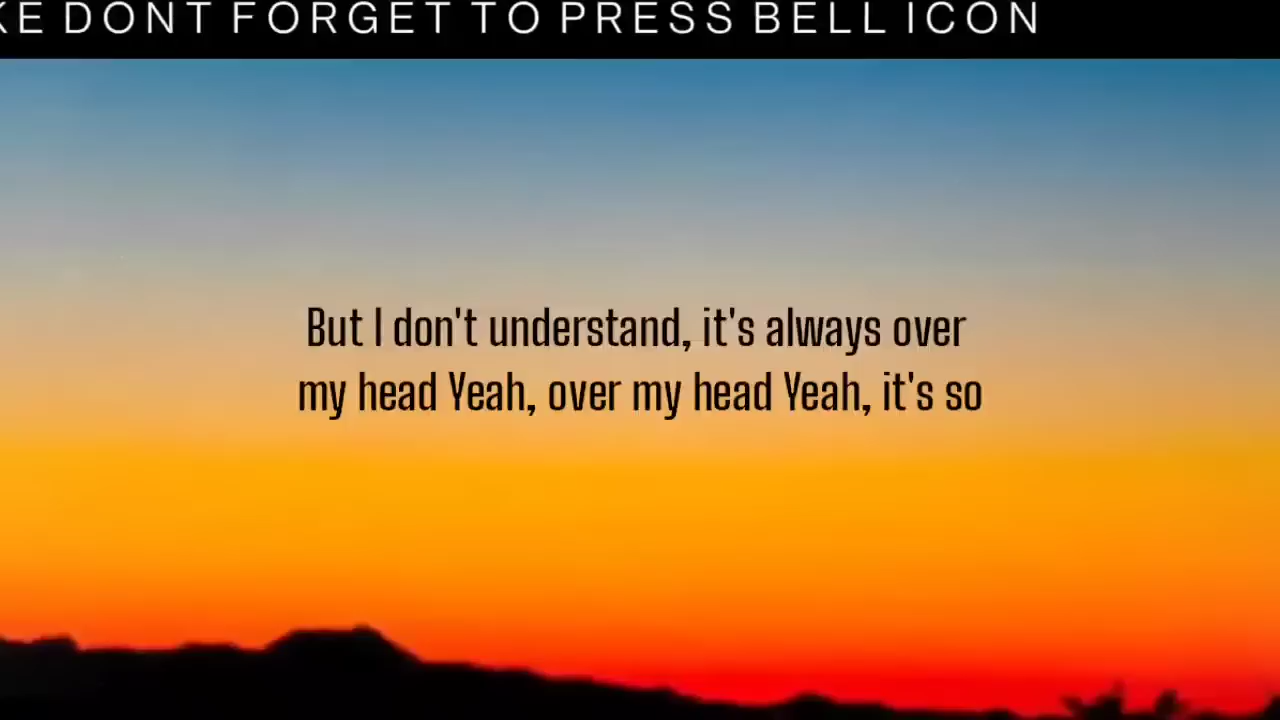 KE DONT FORGET TO PRESS BELL ICON
But I don't understand, it's always over
my head Yeah, over my head Yeah, it's so